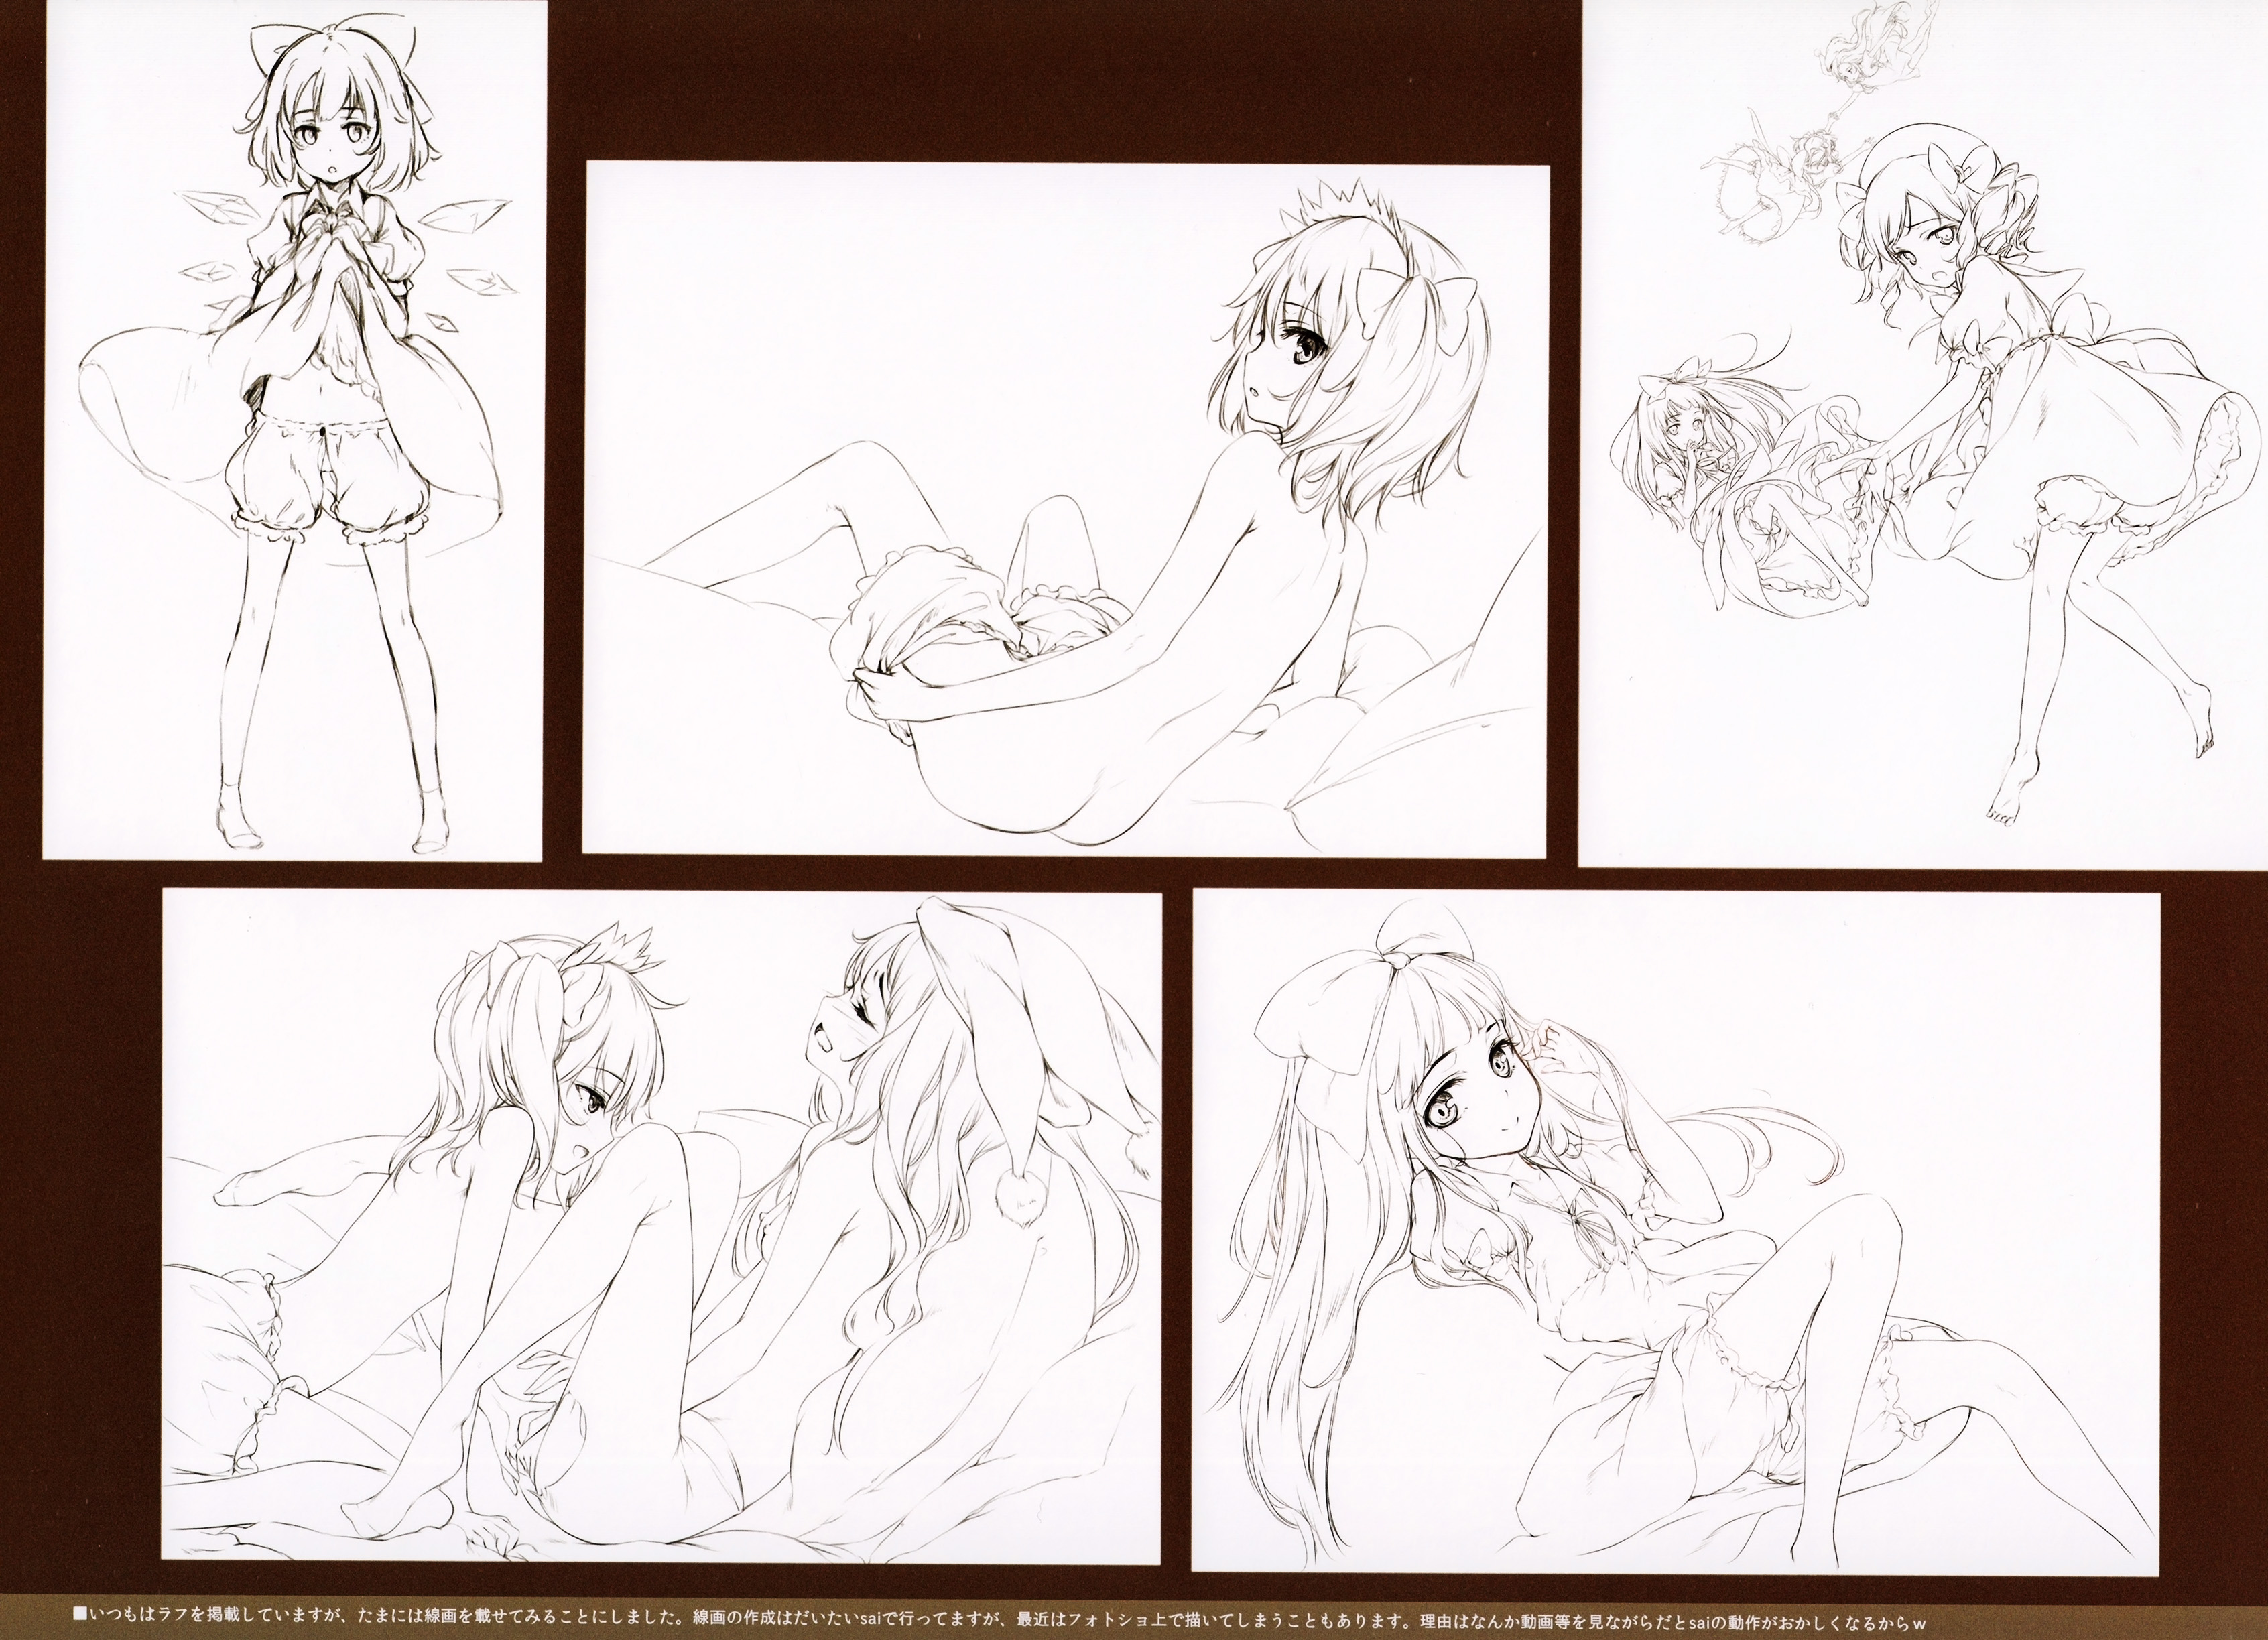 ■いつもはラフを掲載していますが、たまには線画を載せてみることにしました。線画の作成はだいたいsaiで行ってますが、最近はフォトショ上で描いてしまうこともあります。理由はなんか動画等を見ながらだとsaiの動作がおかしくなるからｗ